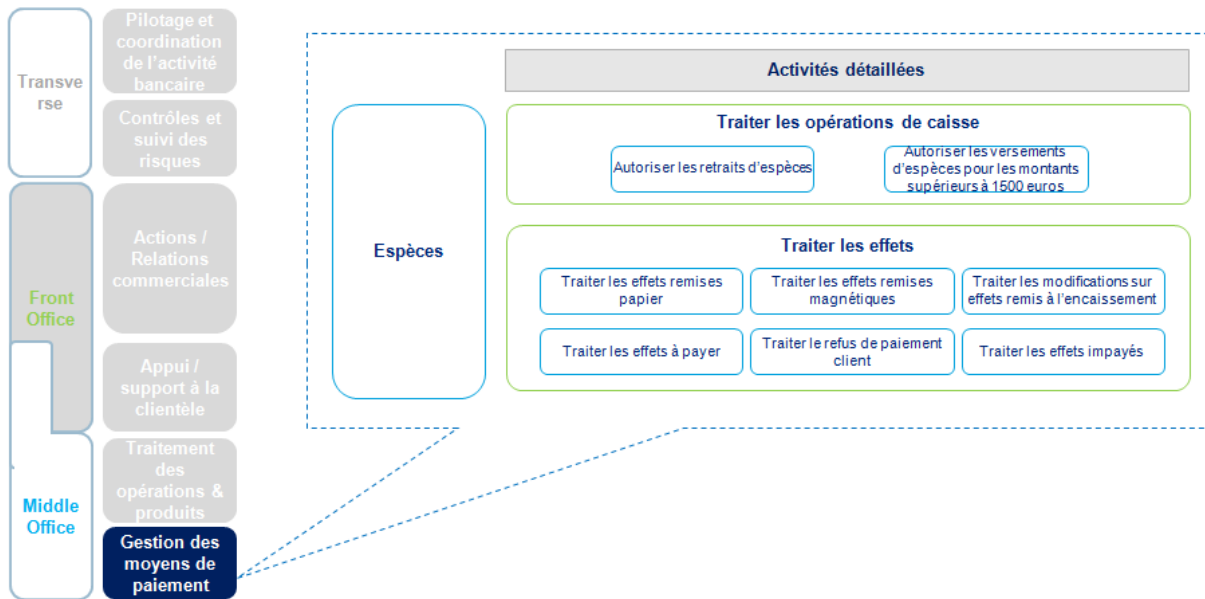 Transve
rse
Front
Office
Middle
Office
Pilotage et
coordination
de l'activité
bancaire
Contrôles et
suivi des
risques
Actions /
Relations
commerciales
Appui /
support à la
clientèle
Traitement
des
opérations &
produits
Gestion des
moyens de
paiement
Activités détaillées
Espèces
Traiter les opérations de caisse
Autoriser les retraits d'espèces
Autoriser les versements
d'espèces pour les montants
supérieurs à 1500 euros
Traiter les effets
Traiter les effets remises
papier
Traiter les effets remises
magnétiques
Traiter les modifications sur
effets remis à l'encaissement
Traiter les effets à payer
Traiter le refus de paiement
client
Traiter les effets impayés